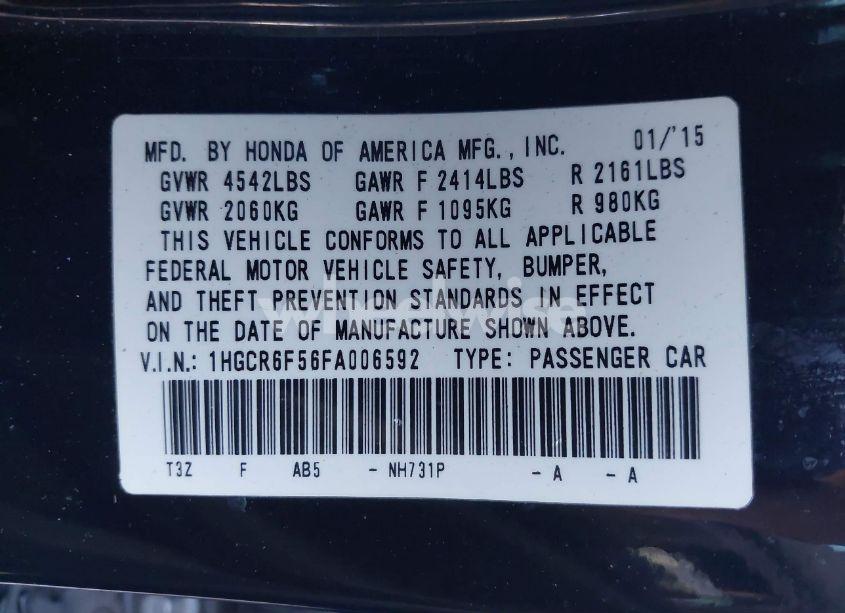 MFD. BY HONDA OF AMERICA MFG., INC. 01/'15
GVWR 4542LBS GAWR F 2414LBS R 2161LBS
GVWR 2060KG GAWR F 1095KG R 980KG
THIS VEHICLE CONFORMS TO ALL APPLICABLE
FEDERAL MOTOR VEHICLE SAFETY, BUMPER,
AND THEFT PREVENTION STANDARDS IN EFFECT
wheelwise
ON THE DATE OF MANUFACTURE SHOWN ABOVE.
V.I.N.: 1HGCR6F56FA006592 TYPE: PASSENGER CAR
T3Z F AB5 - NH731P - A - A